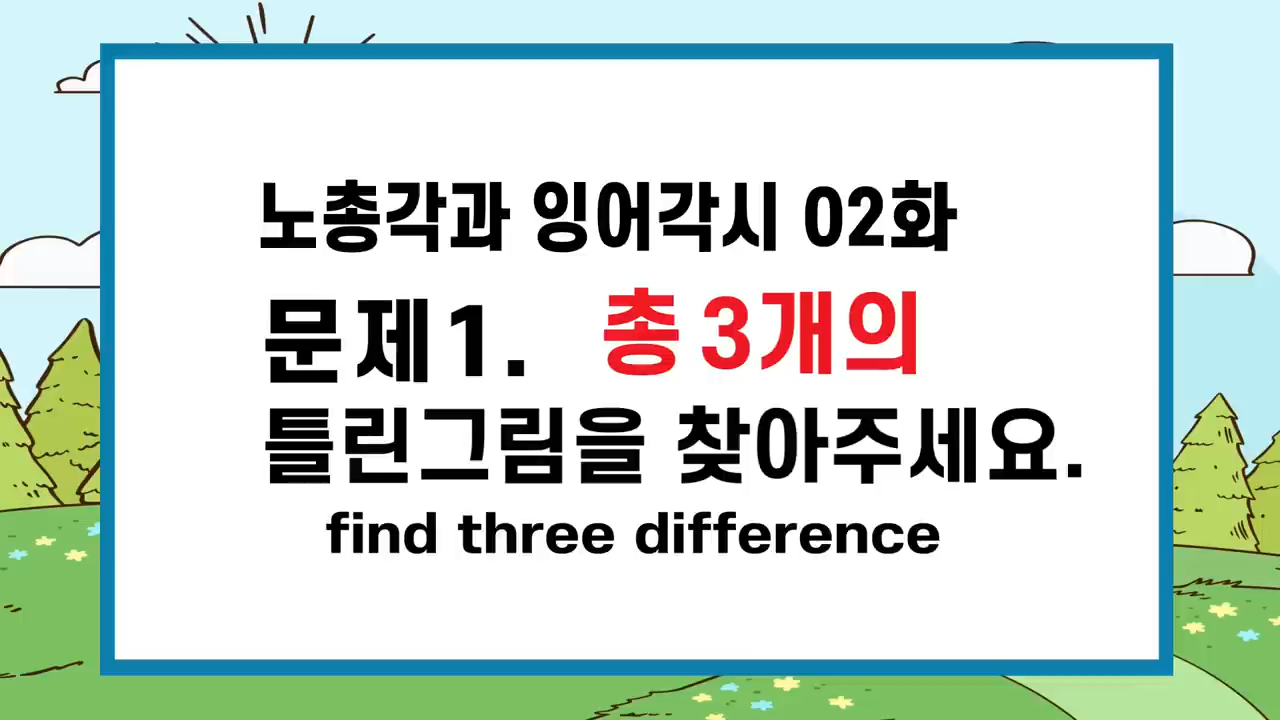 노총각과 잉어각시 02화
문제1. 총 3개의
틀린그림을 찾아주세요.
find three difference